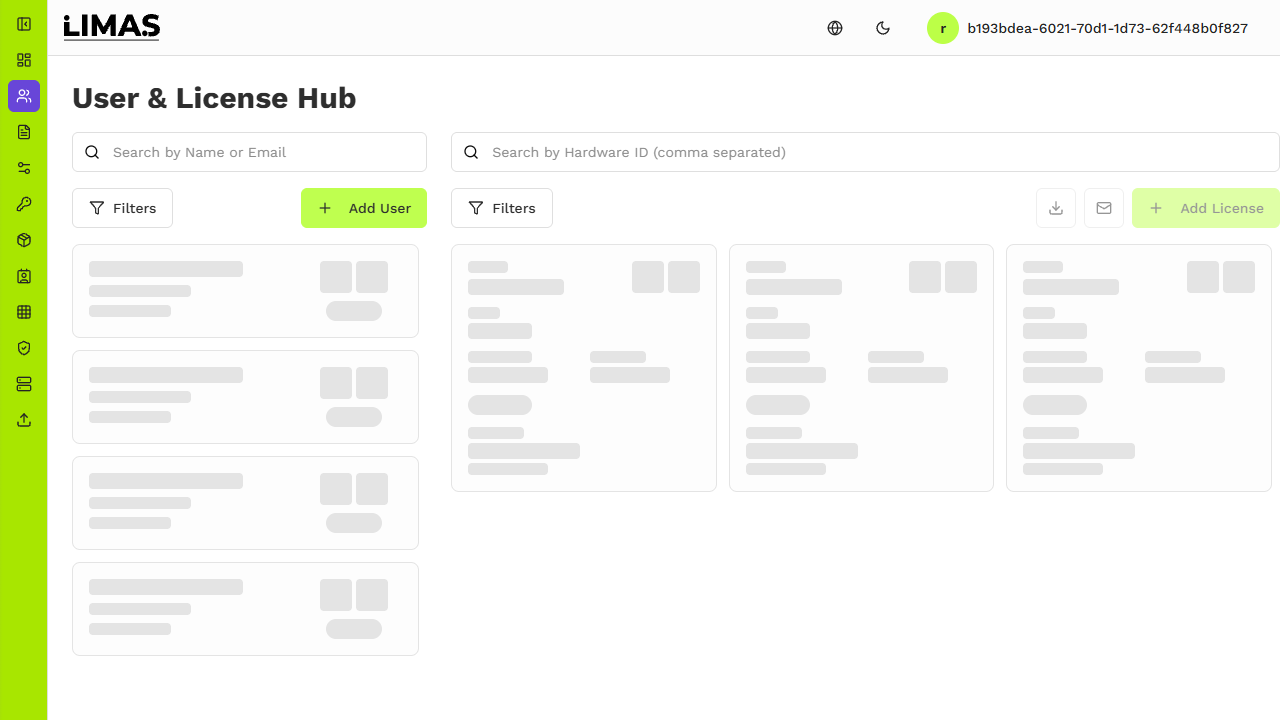 LIMAS
r
b193bdea-6021-70d1-1d73-62f448b0f827
User & License Hub
Search by Name or Email
Search by Hardware ID (comma separated)
Filters
Add User
Filters
Add License